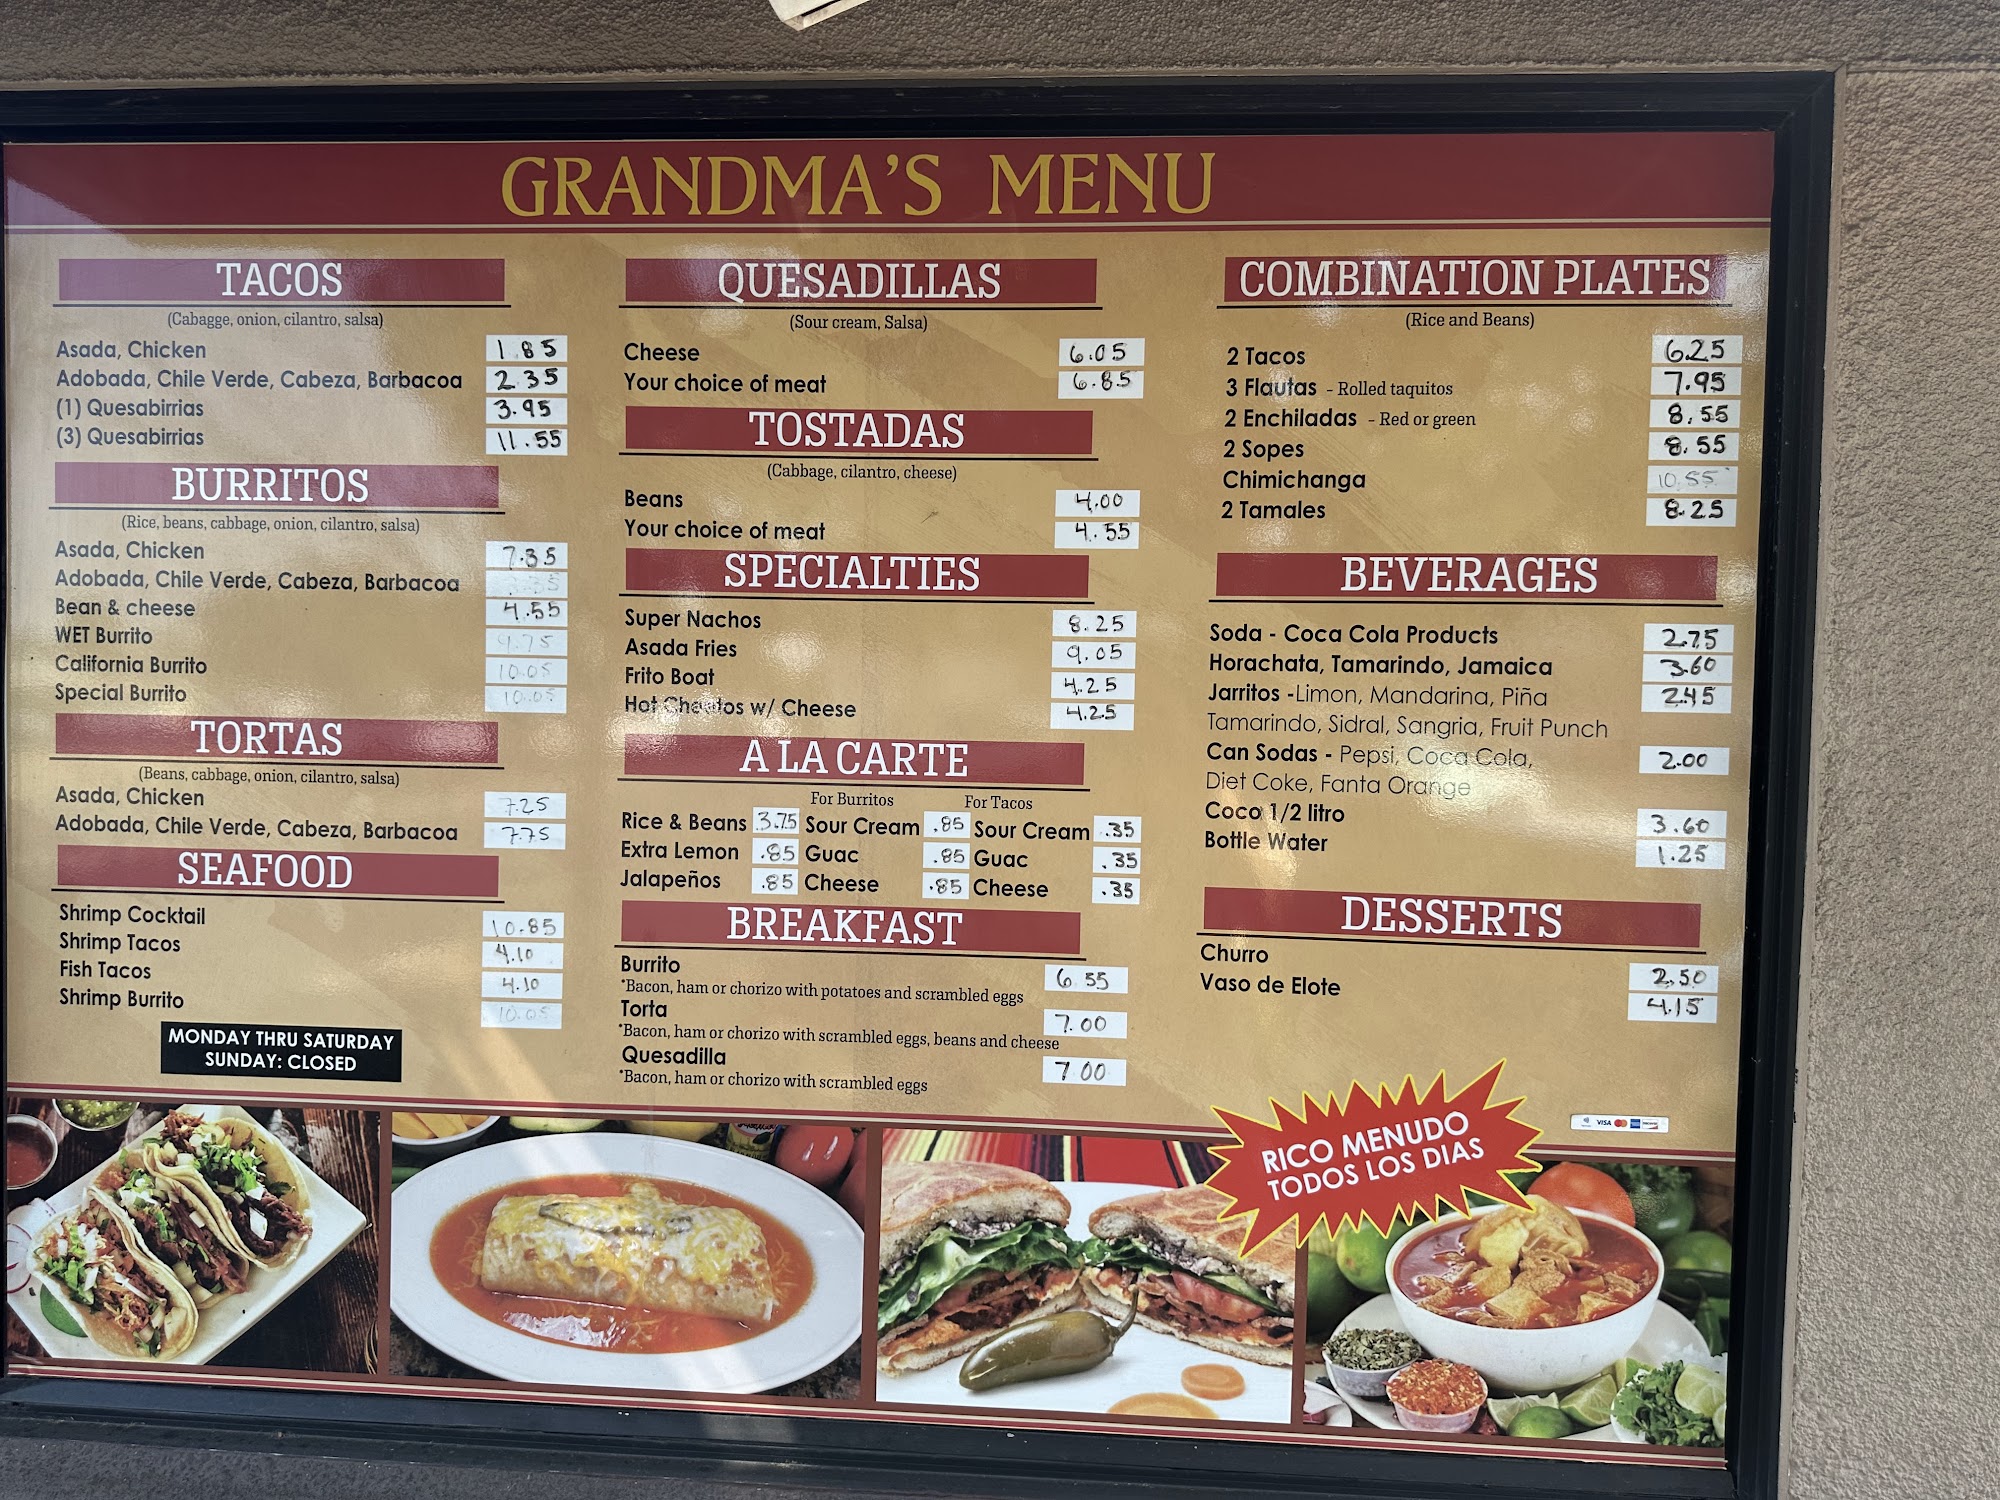 GRANDMA'S MENU
TACOS
(Cabagge, onion, cilantro, salsa)
Asada, Chicken 1.85
Adobada, Chile Verde, Cabeza, Barbacoa 2.35
(1) Quesabirrias 3.95
(3) Quesabirrias 11.55
BURRITOS
(Rice, beans, cabbage, onion, cilantro, salsa)
Asada, Chicken 7.35
Adobada, Chile Verde, Cabeza, Barbacoa
Bean & cheese 4.55
WET Burrito
California Burrito 10.05
Special Burrito 10.05
TORTAS
(Beans, cabbage, onion, cilantro, salsa)
Asada, Chicken 7.25
Adobada, Chile Verde, Cabeza, Barbacoa 7.75
SEAFOOD
Shrimp Cocktail 10.85
Shrimp Tacos 4.10
Fish Tacos 4.10
Shrimp Burrito 10.05
MONDAY THRU SATURDAY
SUNDAY: CLOSED
QUESADILLAS
(Sour cream, Salsa)
Cheese 6.05
Your choice of meat 6.85
TOSTADAS
(Cabbage, cilantro, cheese)
Beans 4.00
Your choice of meat 4.55
SPECIALTIES
Super Nachos 8.25
Asada Fries 9.05
Frito Boat 4.25
Hot Cheetos w/ Cheese 4.25
A LA CARTE
For Burritos For Tacos
Rice & Beans 3.75 Sour Cream .85 Sour Cream .35
Extra Lemon .85 Guac .85 Guac .35
Jalapeños .85 Cheese .85 Cheese .35
BREAKFAST
Burrito 6.55
*Bacon, ham or chorizo with potatoes and scrambled eggs
Torta 7.00
*Bacon, ham or chorizo with scrambled eggs, beans and cheese
Quesadilla 7.00
*Bacon, ham or chorizo with scrambled eggs
COMBINATION PLATES
(Rice and Beans)
2 Tacos 6.25
3 Flautas - Rolled taquitos 7.95
2 Enchiladas - Red or green 8.55
2 Sopes 8.55
Chimichanga 10.55
2 Tamales 8.25
BEVERAGES
Soda - Coca Cola Products 2.75
Horachata, Tamarindo, Jamaica 3.60
Jarritos -Limon, Mandarina, Piña 2.45
Tamarindo, Sidral, Sangria, Fruit Punch
Can Sodas - Pepsi, Coca Cola, 2.00
Diet Coke, Fanta Orange
Coco 1/2 litro 3.60
Bottle Water 1.25
DESSERTS
Churro 2.50
Vaso de Elote 4.15
VISA
RICO MENUDO
TODOS LOS DIAS